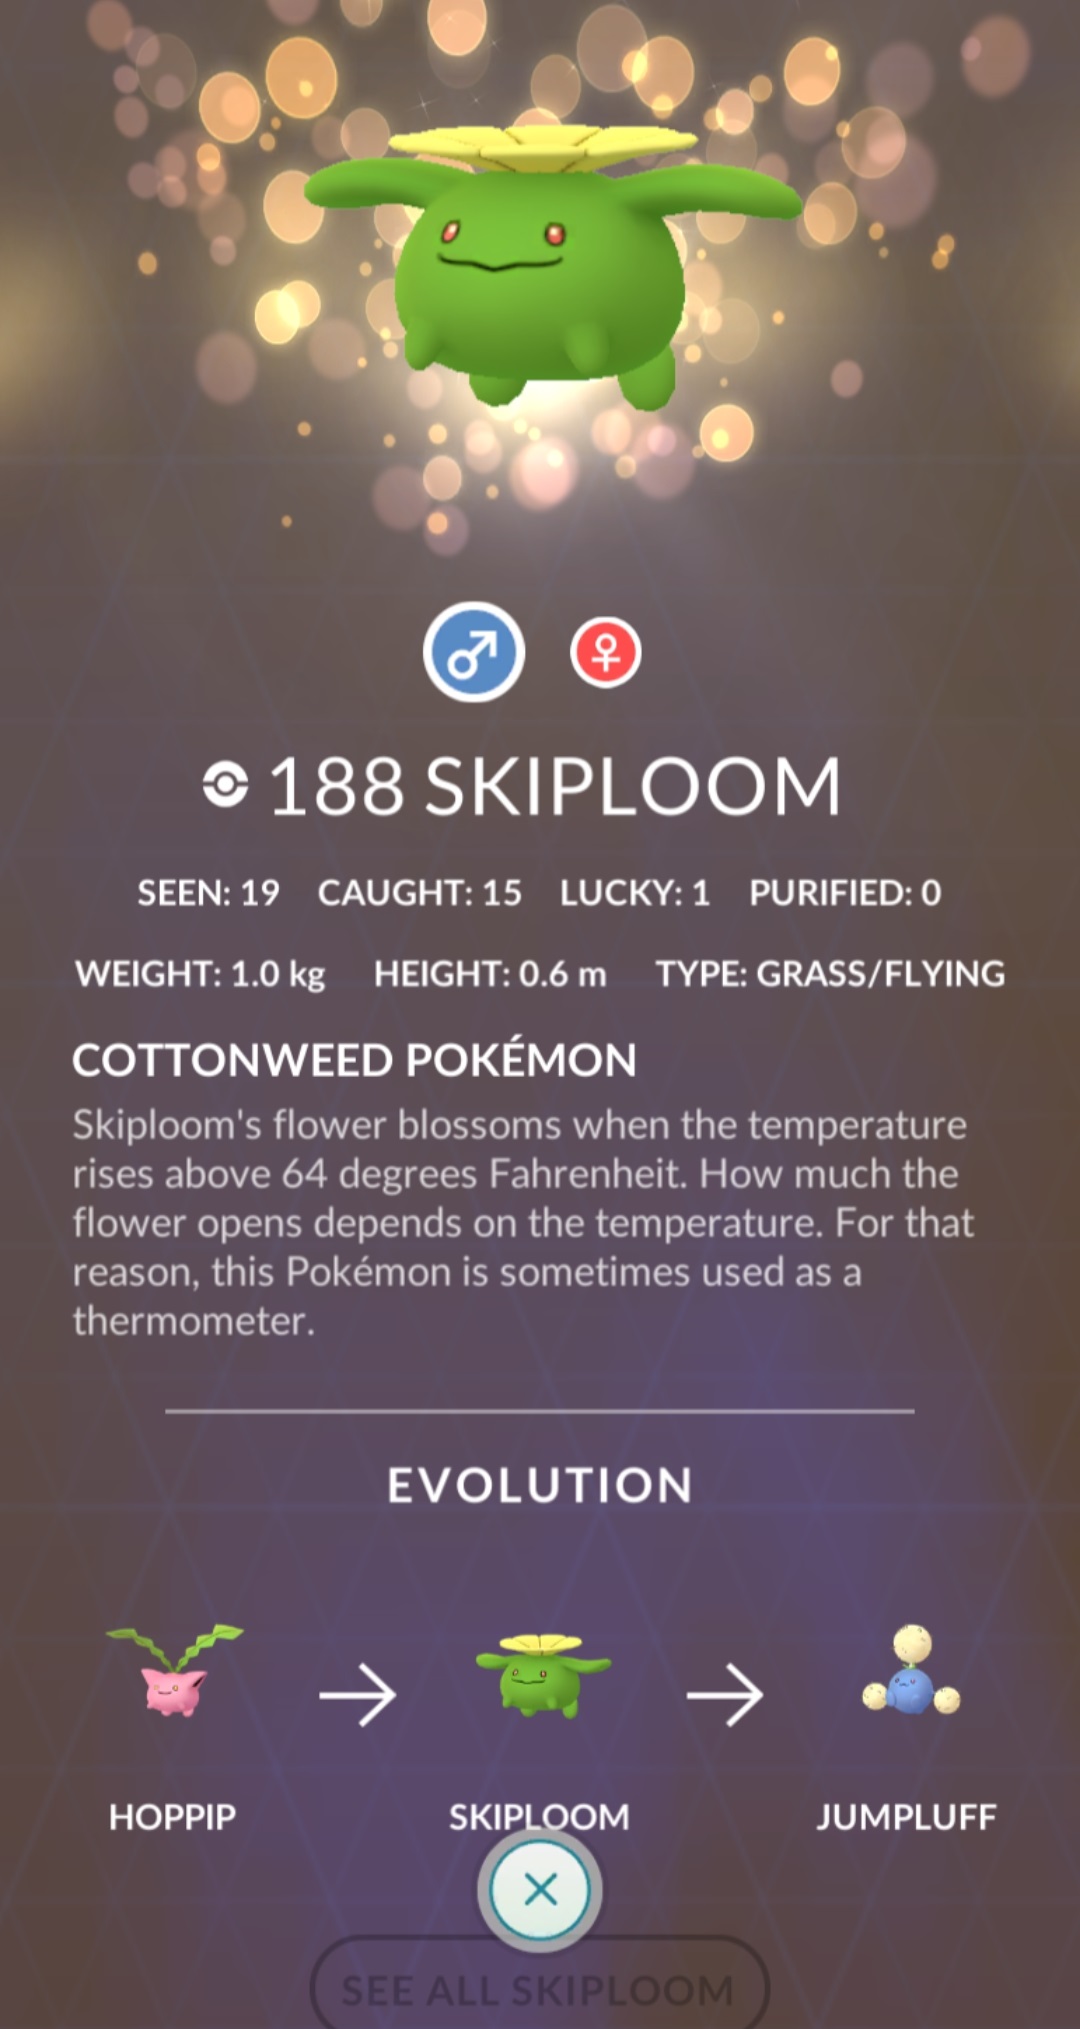 188 SKIPLOOM
SEEN: 19 CAUGHT: 15 LUCKY: 1 PURIFIED: 0
WEIGHT: 1.0 kg HEIGHT: 0.6 m TYPE: GRASS/FLYING
COTTONWEED POKÉMON
Skiploom's flower blossoms when the temperature
rises above 64 degrees Fahrenheit. How much the
flower opens depends on the temperature. For that
reason, this Pokémon is sometimes used as a
thermometer.
EVOLUTION
HOPPIP SKIPLOOM JUMPLUFF
SEE ALL SKIPLOOM